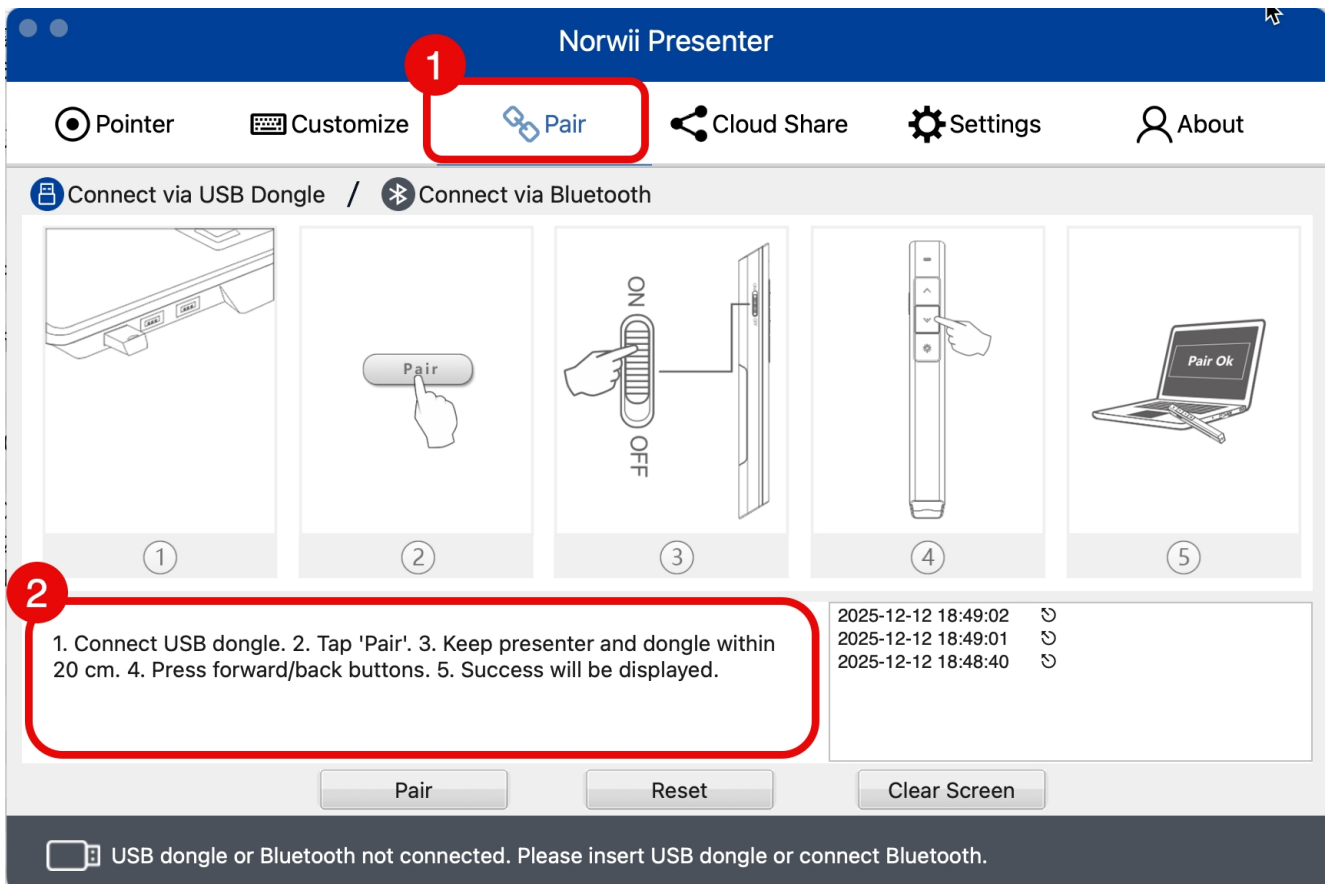 Norwii Presenter
1
Pointer
Customize
Pair
Cloud Share
Settings
About
Connect via USB Dongle / Connect via Bluetooth
Pair
ON
OFF
Pair Ok
1
2
3
4
5
2
1. Connect USB dongle. 2. Tap 'Pair'. 3. Keep presenter and dongle within
20 cm. 4. Press forward/back buttons. 5. Success will be displayed.
2025-12-12 18:49:02
2025-12-12 18:49:01
2025-12-12 18:48:40
Pair
Reset
Clear Screen
USB dongle or Bluetooth not connected. Please insert USB dongle or connect Bluetooth.